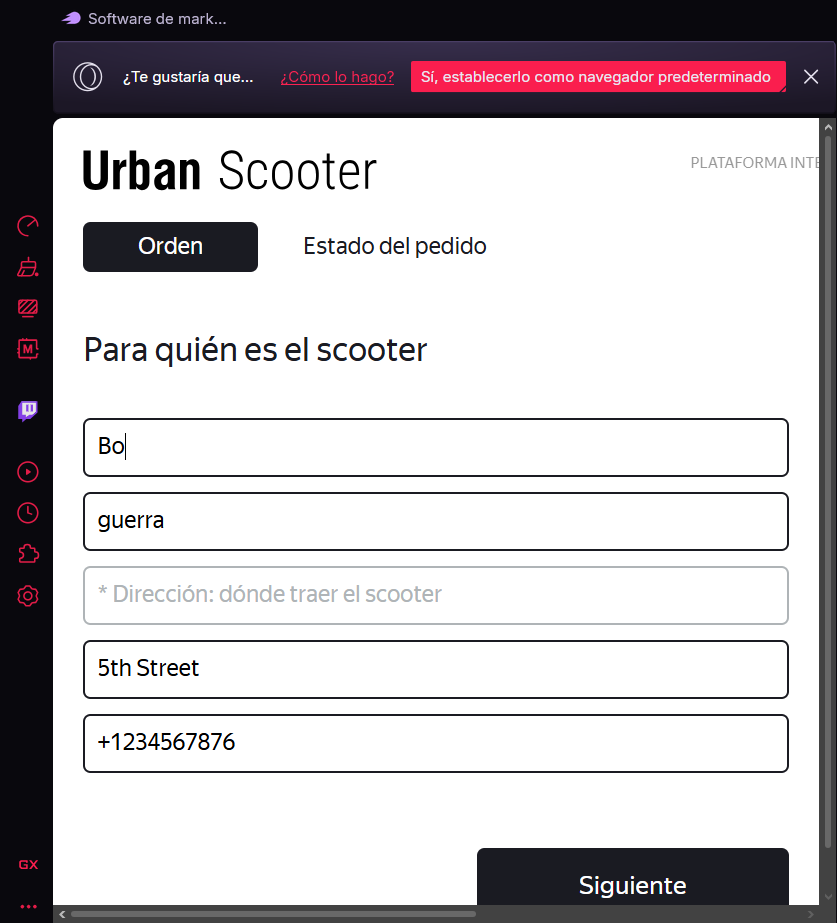 Software de mark...
¿Te gustaría que... ¿Cómo lo hago? Sí, establecerlo como navegador predeterminado
Urban Scooter
PLATAFORMA INTE
Orden Estado del pedido
M
Para quién es el scooter
Bo
guerra
* Dirección: dónde traer el scooter
5th Street
+1234567876
GX
Siguiente